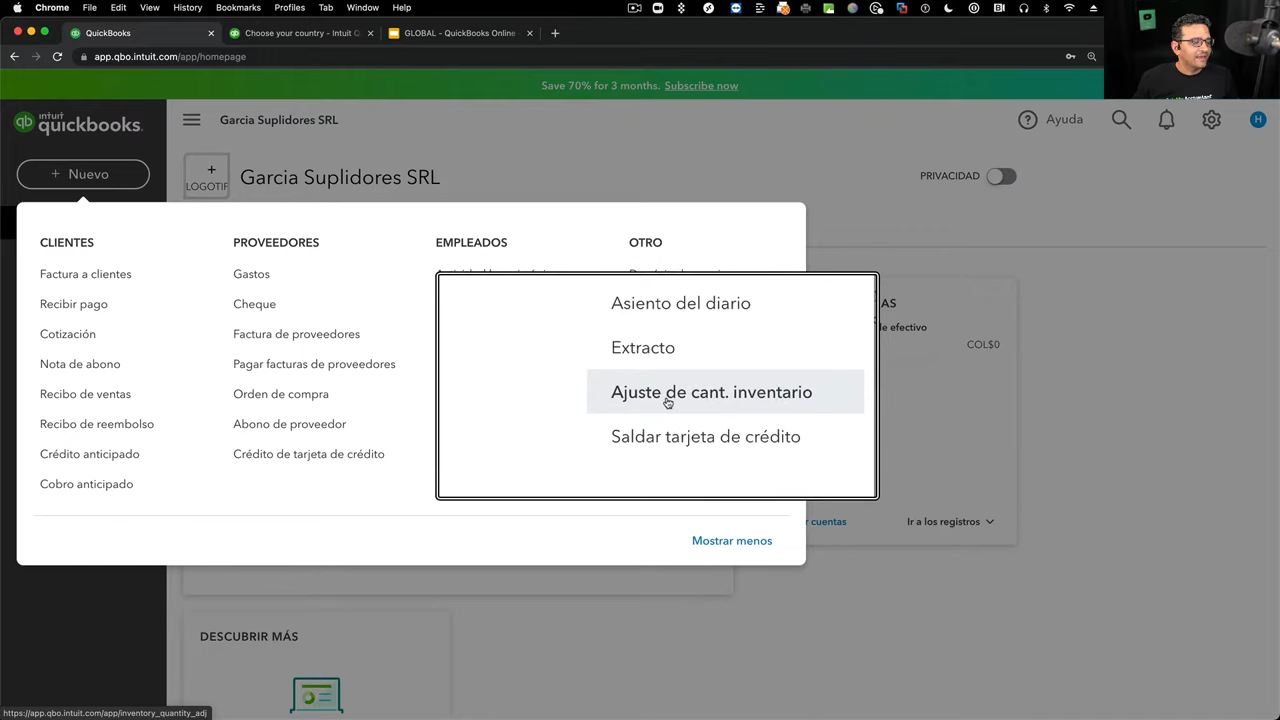 Chrome File Edit View History Bookmarks Profiles Tab Window Help
QuickBooks
Choose your country - Intuit Q
GLOBAL - QuickBooks Online -
app.qbo.intuit.com/app/homepage
Save 70% for 3 months. Subscribe now
intuit quickbooks.
Garcia Suplidores SRL
Ayuda
H
+ Nuevo
+
LOGOTIF
Garcia Suplidores SRL
PRIVACIDAD
CLIENTES
Factura a clientes
Recibir pago
Cotización
Nota de abono
Recibo de ventas
Recibo de reembolso
Crédito anticipado
Cobro anticipado
PROVEEDORES
Gastos
Cheque
Factura de proveedores
Pagar facturas de proveedores
Orden de compra
Abono de proveedor
Crédito de tarjeta de crédito
EMPLEADOS
OTRO
Asiento del diario
Extracto
Ajuste de cant. inventario
Saldar tarjeta de crédito
Mostrar menos
AS
de efectivo
COL$0
r cuentas
Ir a los registros
DESCUBRIR MÁS
https://app.qbo.intuit.com/app/inventory_quantity_adj